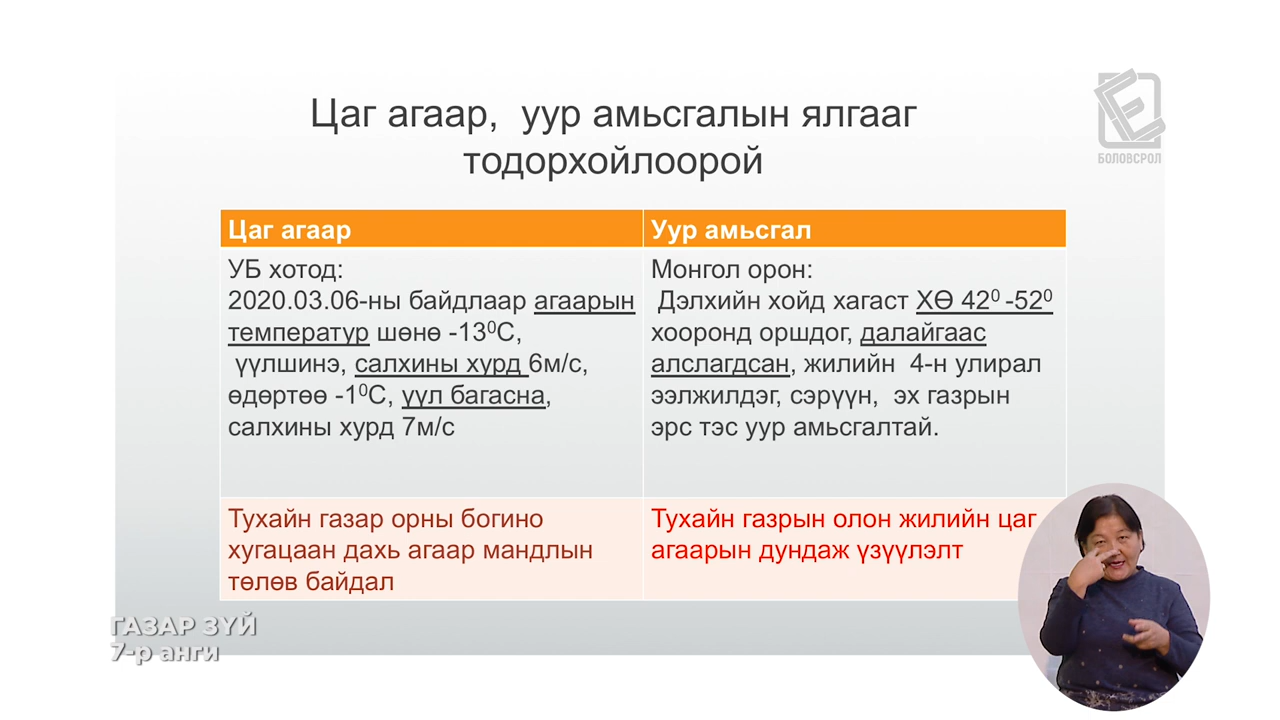 Цаг агаар, уур амьсгалын ялгааг
тодорхойлоорой
БОЛОВСРОЛ
Цаг агаар
Уур амьсгал
УБ хотод:
2020.03.06-ны байдлаар агаарын
температур шөнө -13⁰С,
үүлшинэ, салхины хурд 6м/с,
өдөртөө -1⁰С, үүл багасна,
салхины хурд 7м/с
Монгол орон:
Дэлхийн хойд хагаст ХӨ 42⁰ -52⁰
хооронд оршдог, далайгаас
алслагдсан, жилийн 4-н улирал
ээлжилдэг, сэрүүн, эх газрын
эрс тэс уур амьсгалтай.
Тухайн газар орны богино
хугацаан дахь агаар мандлын
төлөв байдал
Тухайн газрын олон жилийн цаг
агаарын дундаж үзүүлэлт
ГАЗАР ЗҮЙ
7-р анги